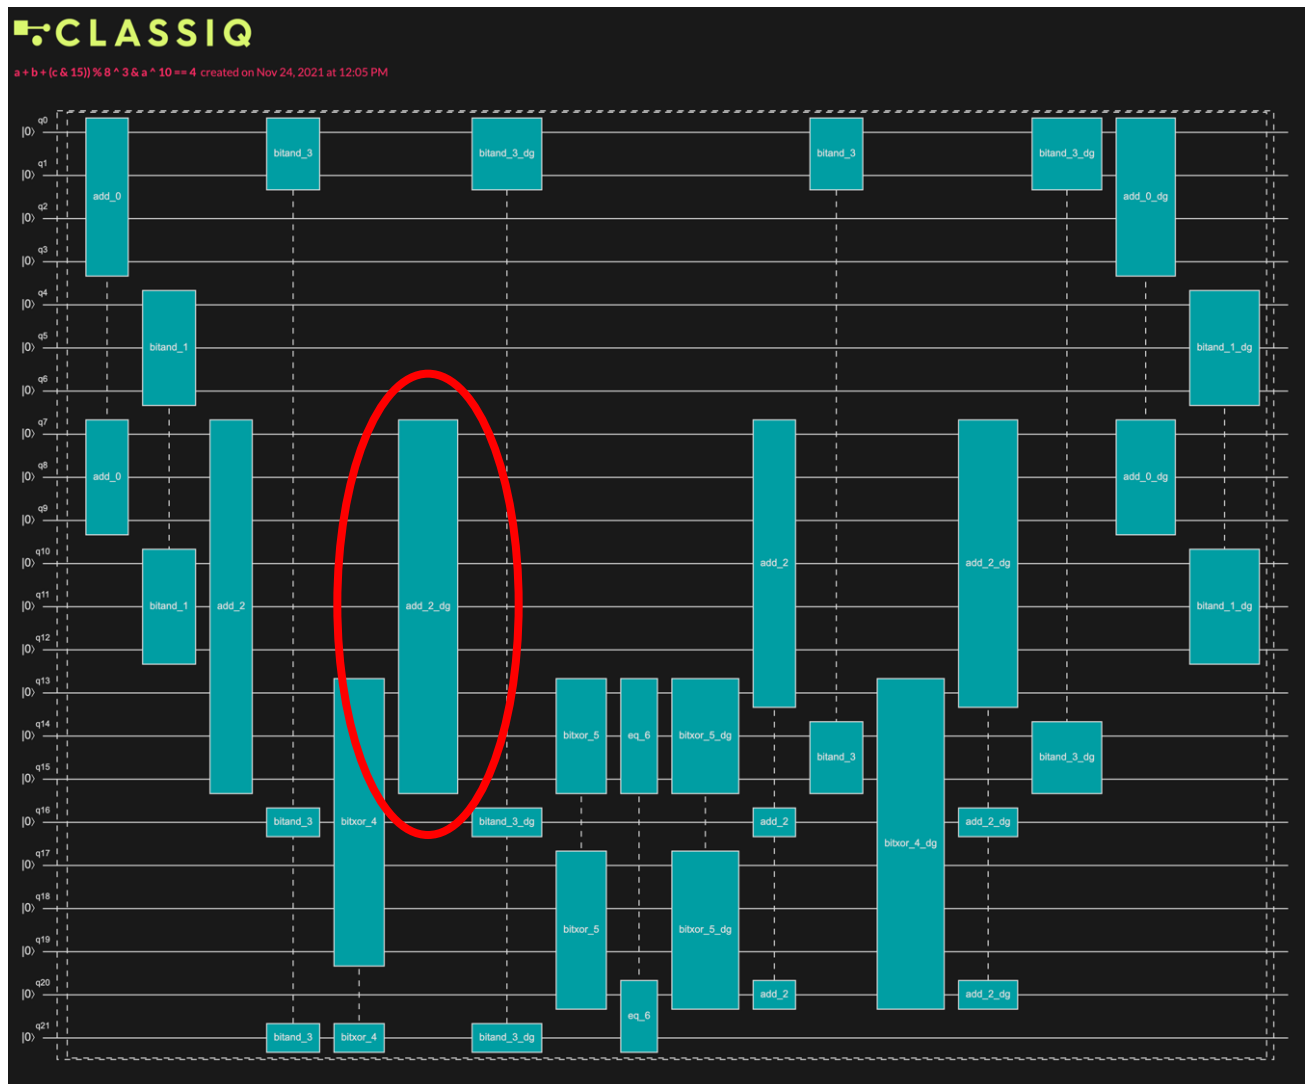 CLASSIQ
a + b + (c & 15)) % 8 ^ 3 & a ^ 10 == 4 created on Nov 24, 2021 at 12:05 PM
q0
|0⟩ bitand_3 bitand_3_dg bitand_3 bitand_3_dg
q1
|0⟩
add_0 add_0_dg
q2
|0⟩
q3
|0⟩
q4
|0⟩
q5
|0⟩ bitand_1 bitand_1_dg
q6
|0⟩
q7
|0⟩
q8
|0⟩ add_0 add_0_dg
q9
|0⟩
q10
|0⟩ add_2 add_2_dg
q11
|0⟩ bitand_1 add_2 add_2_dg bitand_1_dg
q12
|0⟩
q13
|0⟩
q14
|0⟩ bitxor_5 eq_6 bitxor_5_dg
bitand_3 bitand_3_dg
q15
|0⟩
q16
|0⟩ bitand_3 bitxor_4 bitand_3_dg add_2 add_2_dg
bitxor_4_dg
q17
|0⟩
q18
|0⟩
bitxor_5 bitxor_5_dg
q19
|0⟩
q20
|0⟩ add_2 add_2_dg
eq_6
q21
|0⟩ bitand_3 bitxor_4 bitand_3_dg